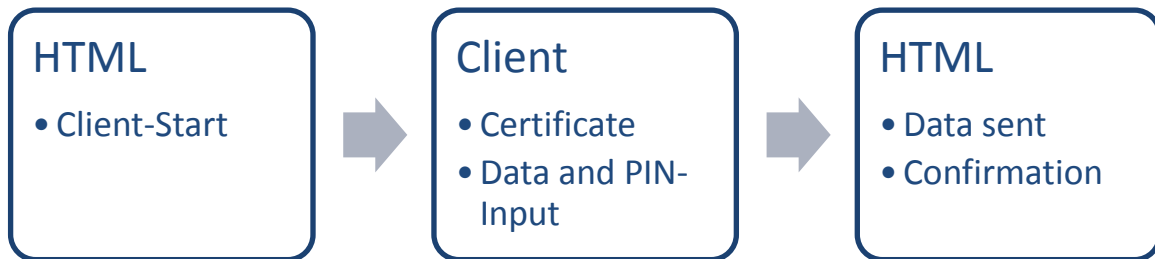 HTML
• Client-Start
Client
• Certificate
• Data and PIN-
Input
HTML
• Data sent
• Confirmation